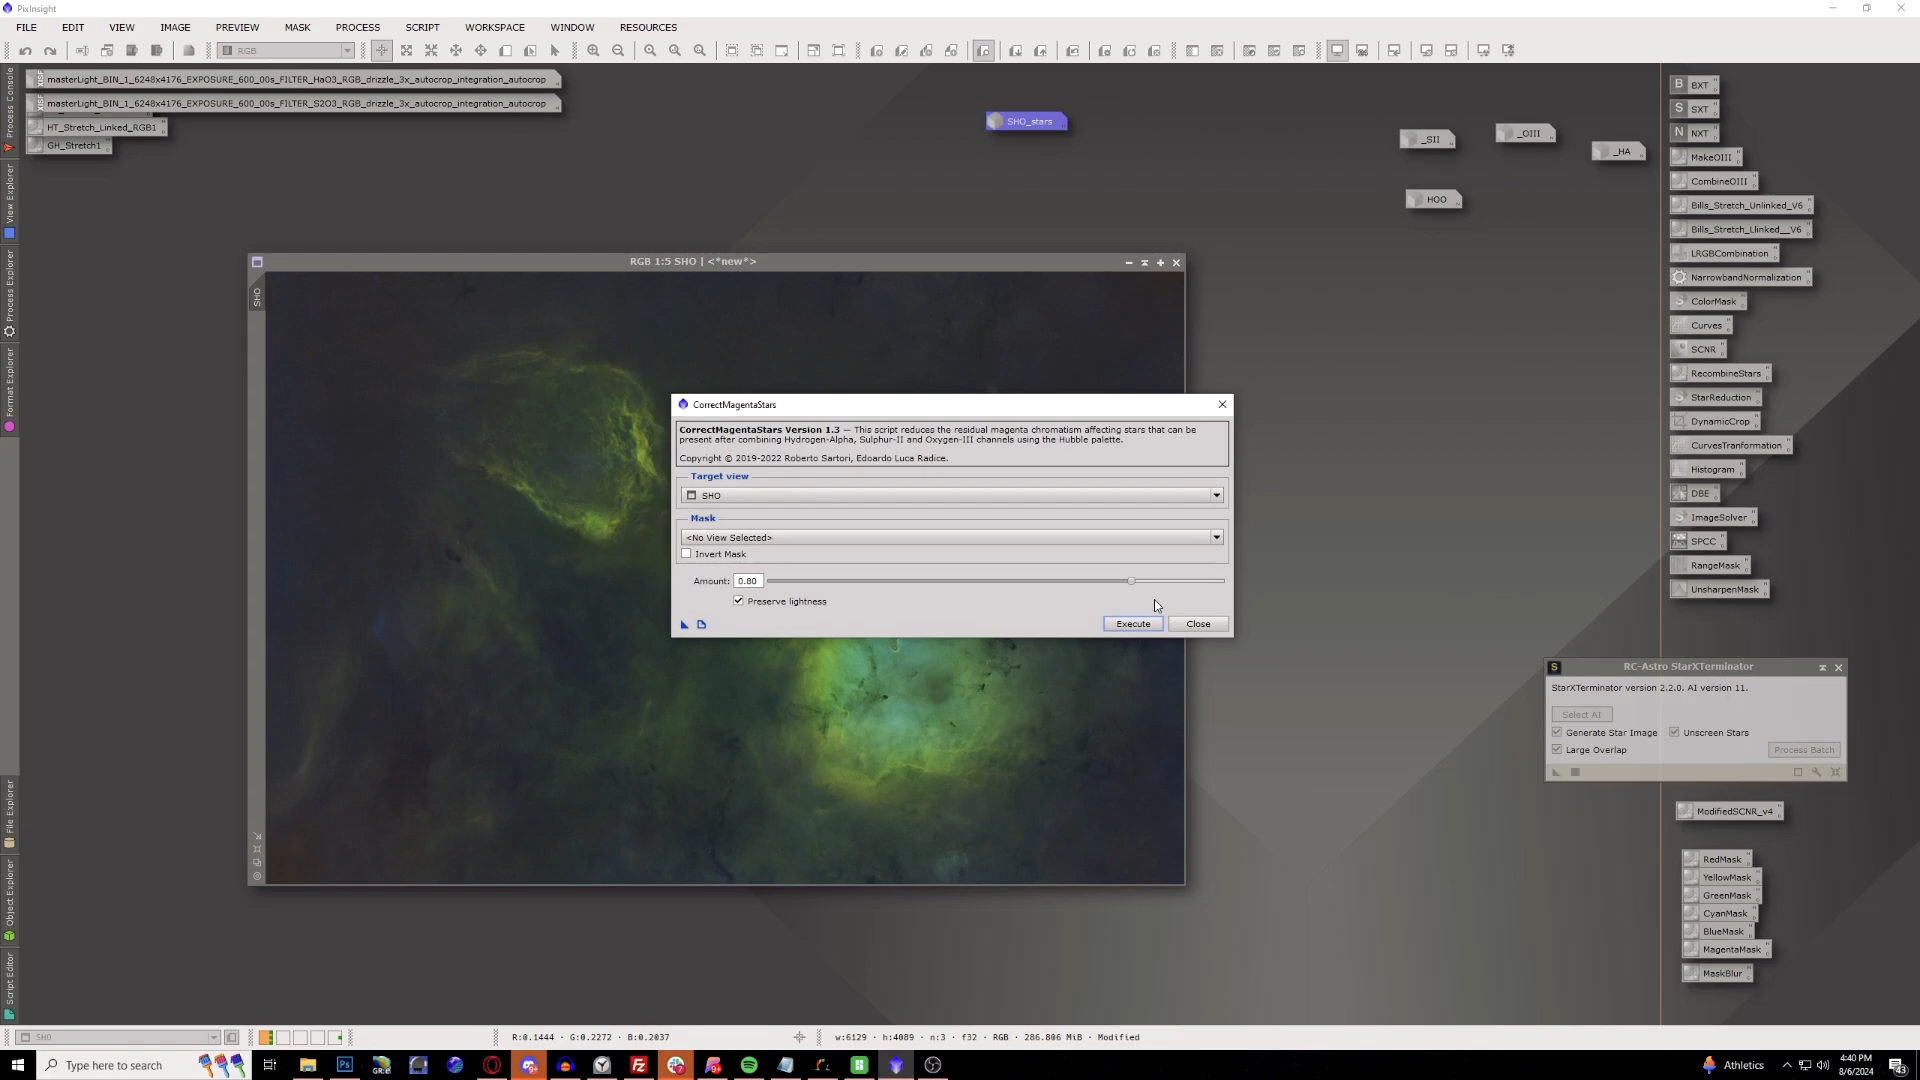 PixInsight
FILE EDIT VIEW IMAGE PREVIEW MASK PROCESS SCRIPT WORKSPACE WINDOW RESOURCES
RGB
masterLight_BIN_1_6248x4176_EXPOSURE_600_00s_FILTER_HaO3_RGB_drizzle_3x_autocrop_integration_autocrop
masterLight_BIN_1_6248x4176_EXPOSURE_600_00s_FILTER_S2O3_RGB_drizzle_3x_autocrop_integration_autocrop
HT_Stretch_Linked_RGB1
GH_Stretch1
Process Console
View Explorer
Process Explorer
Format Explorer
File Explorer
Object Explorer
Script Editor
SHO_stars
_SII
_OIII
_HA
HOO
RGB 1:5 SHO | <*new*>
SHO
CorrectMagentaStars
CorrectMagentaStars Version 1.3 — This script reduces the residual magenta chromatism affecting stars that can be
present after combining Hydrogen-Alpha, Sulphur-II and Oxygen-III channels using the Hubble palette.
Copyright © 2019-2022 Roberto Sartori, Edoardo Luca Radice.
Target view
SHO
Mask
<No View Selected>
Invert Mask
Amount: 0.80
Preserve lightness
Execute Close
B BXT
S SXT
N NXT
MakeOIII
CombineOIII
Bills_Stretch_Unlinked_V6
Bills_Stretch_Llinked__V6
LRGBCombination
NarrowbandNormalization
ColorMask
Curves
SCNR
RecombineStars
StarReduction
DynamicCrop
CurvesTranformation
Histogram
DBE
ImageSolver
SPCC
RangeMask
UnsharpenMask
S RC-Astro StarXTerminator
StarXTerminator version 2.2.0. AI version 11.
Select AI
Generate Star Image Unscreen Stars
Large Overlap Process Batch
ModifiedSCNR_v4
RedMask
YellowMask
GreenMask
CyanMask
BlueMask
MagentaMask
MaskBlur
SHO
R:0.1444 · G:0.2272 · B:0.2037
w:6129 · h:4089 · n:3 · f32 · RGB · 286.806 MiB · Modified
Type here to search
Athletics
4:40 PM
8/6/2024
43